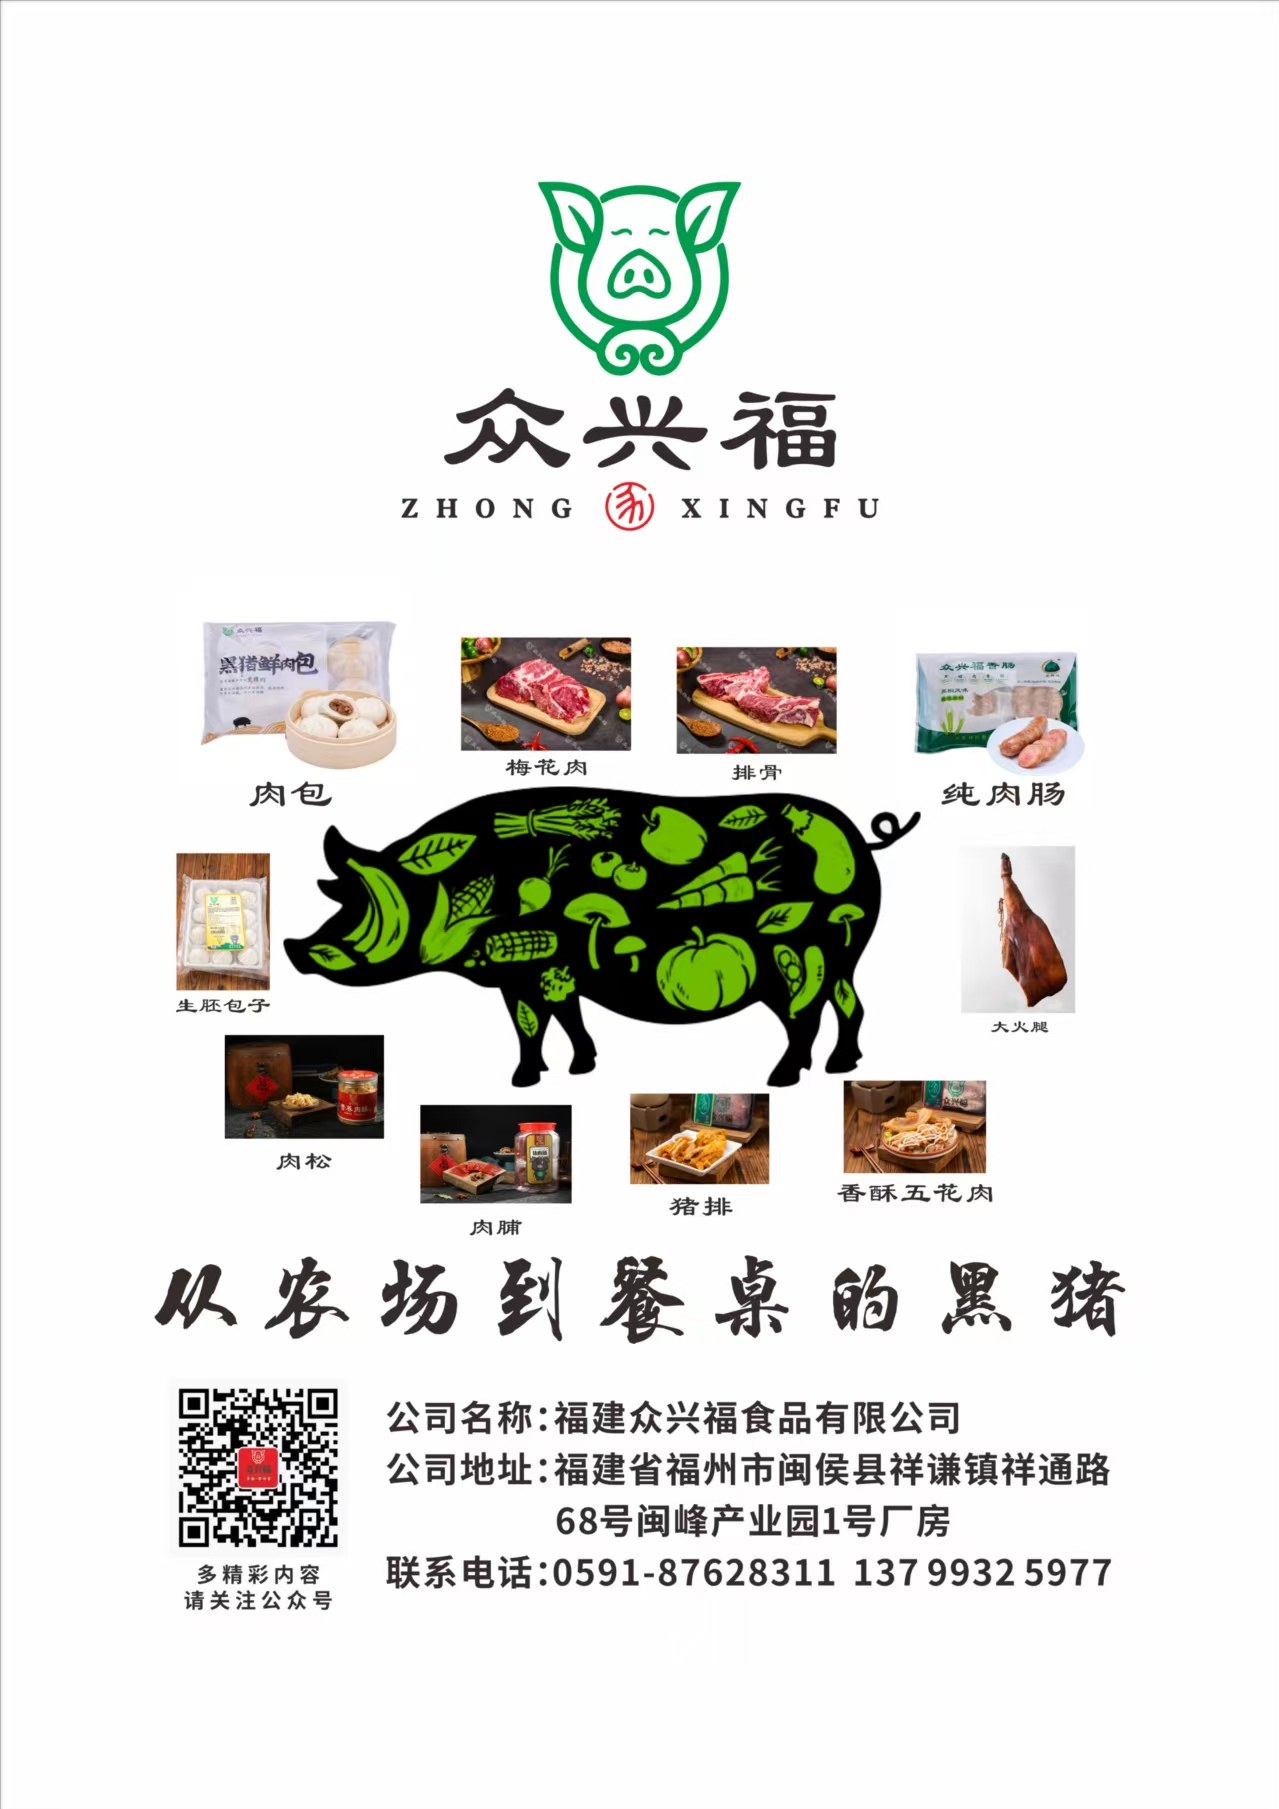 众兴福
ZHONG XINGFU
众兴福
黑猪鲜肉包
众兴福香肠
梅花肉
排骨
肉包
纯肉肠
生胚包子
大火腿
肉松
肉脯
猪排
香酥五花肉
从农场到餐桌的黑猪
公司名称:福建众兴福食品有限公司
公司地址:福建省福州市闽侯县祥谦镇祥通路
68号闽峰产业园1号厂房
联系电话:0591-87628311 137 9932 5977
多精彩内容
请关注公众号